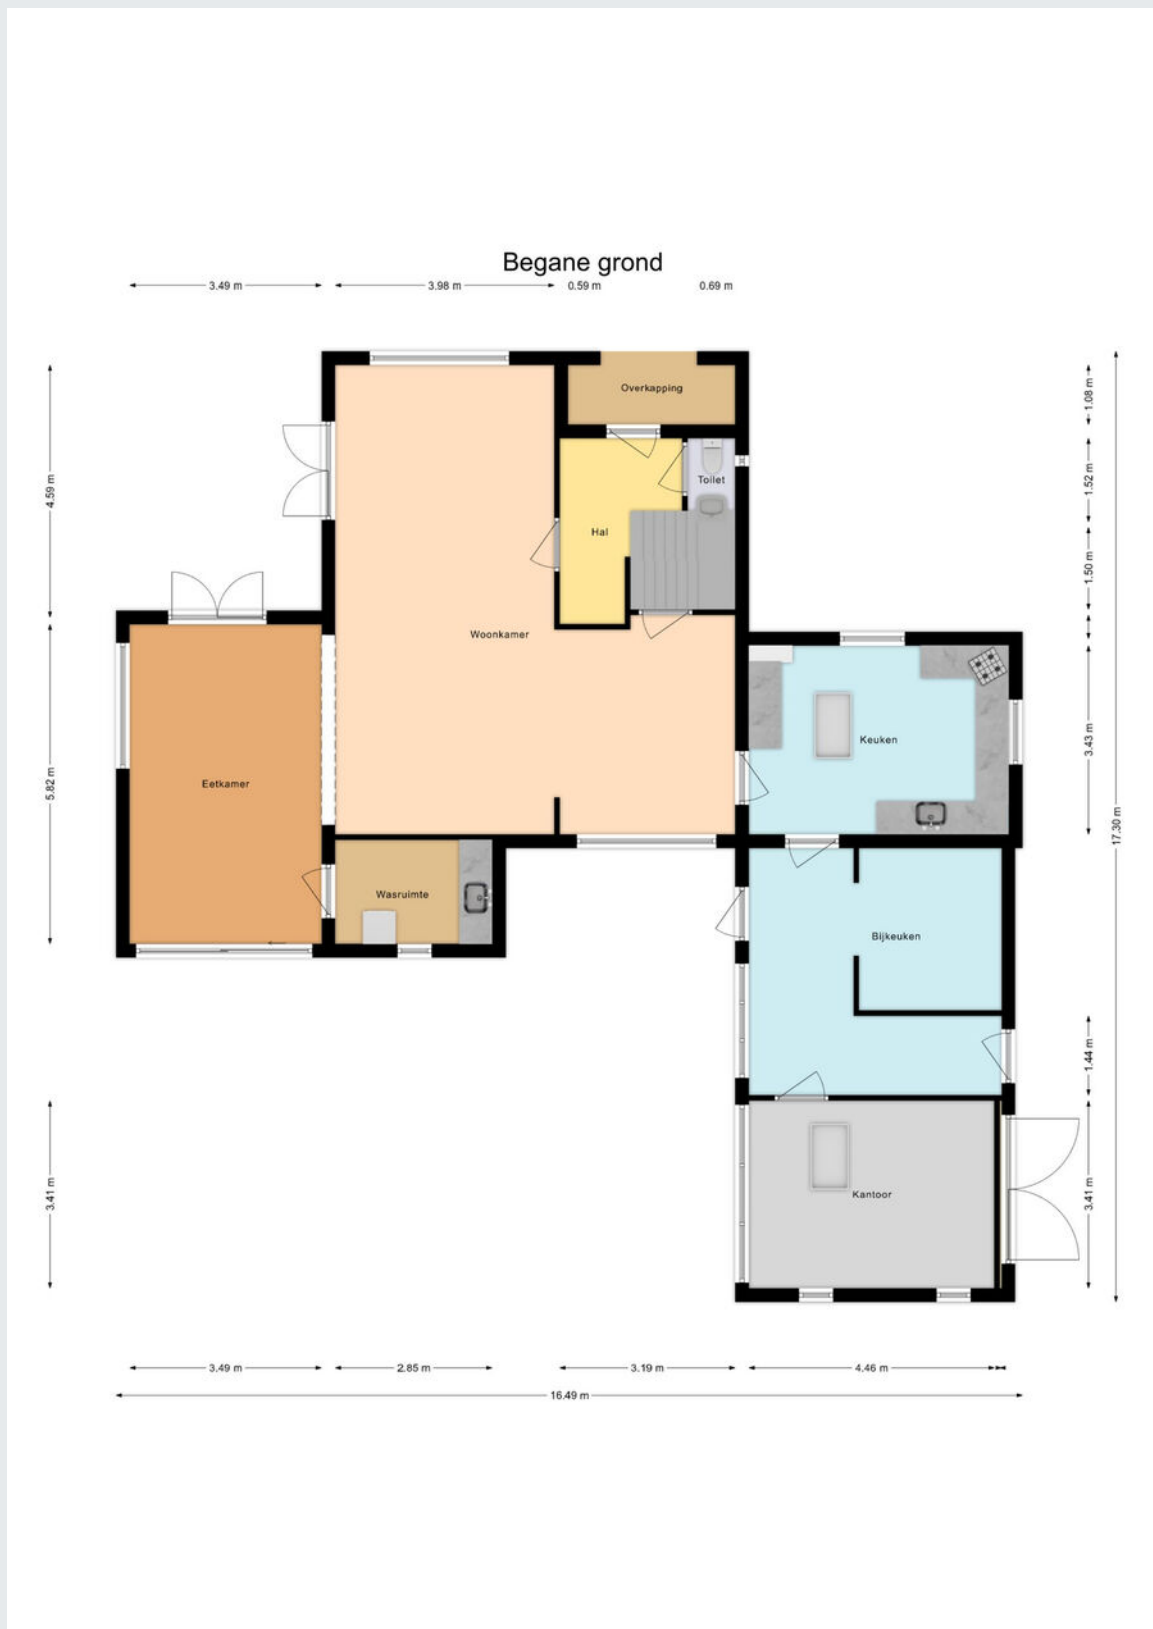 Begane grond
3.49 m
3.98 m
0.59 m
0.69 m
Overkapping
1.08 m
4.59 m
Toilet
1.52 m
Hal
1.50 m
Woonkamer
Keuken
3.43 m
Eetkamer
5.82 m
17.30 m
Wasruimte
Bijkeuken
1.44 m
Kantoor
3.41 m
3.41 m
3.49 m
2.85 m
3.19 m
4.46 m
16.49 m